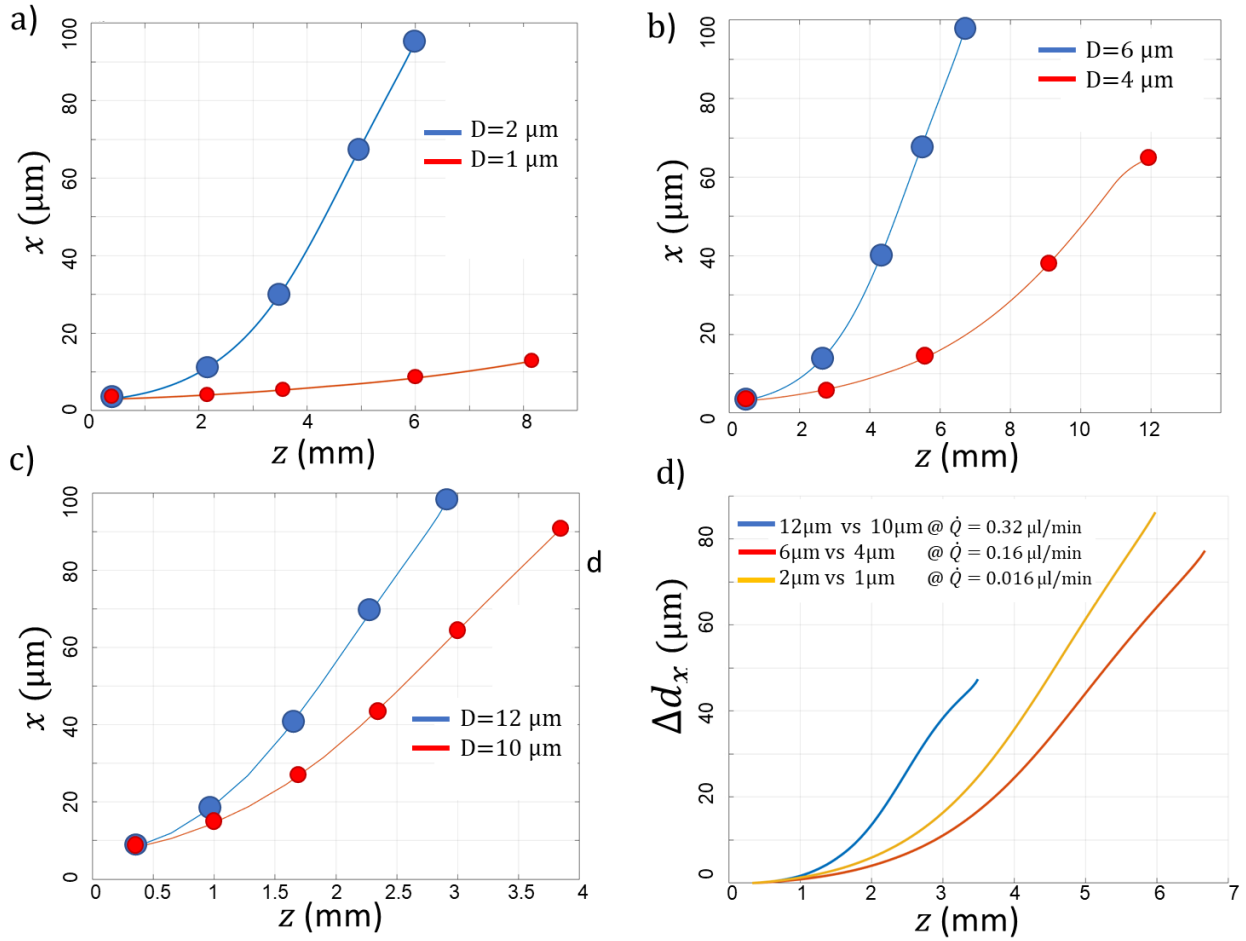 a)
100
80
60
40
20
0
x (μm)
D=2 μm
D=1 μm
0 2 4 6 8
z (mm)
b)
100
80
60
40
20
0
x (μm)
D=6 μm
D=4 μm
0 2 4 6 8 10 12
z (mm)
c)
100
80
60
40
20
0
x (μm)
D=12 μm
D=10 μm
0 0.5 1 1.5 2 2.5 3 3.5 4
z (mm)
d
d)
80
60
40
20
0
Δdₓ (μm)
12μm vs 10μm @ Q̇ = 0.32 μl/min
6μm vs 4μm @ Q̇ = 0.16 μl/min
2μm vs 1μm @ Q̇ = 0.016 μl/min
0 1 2 3 4 5 6 7
z (mm)